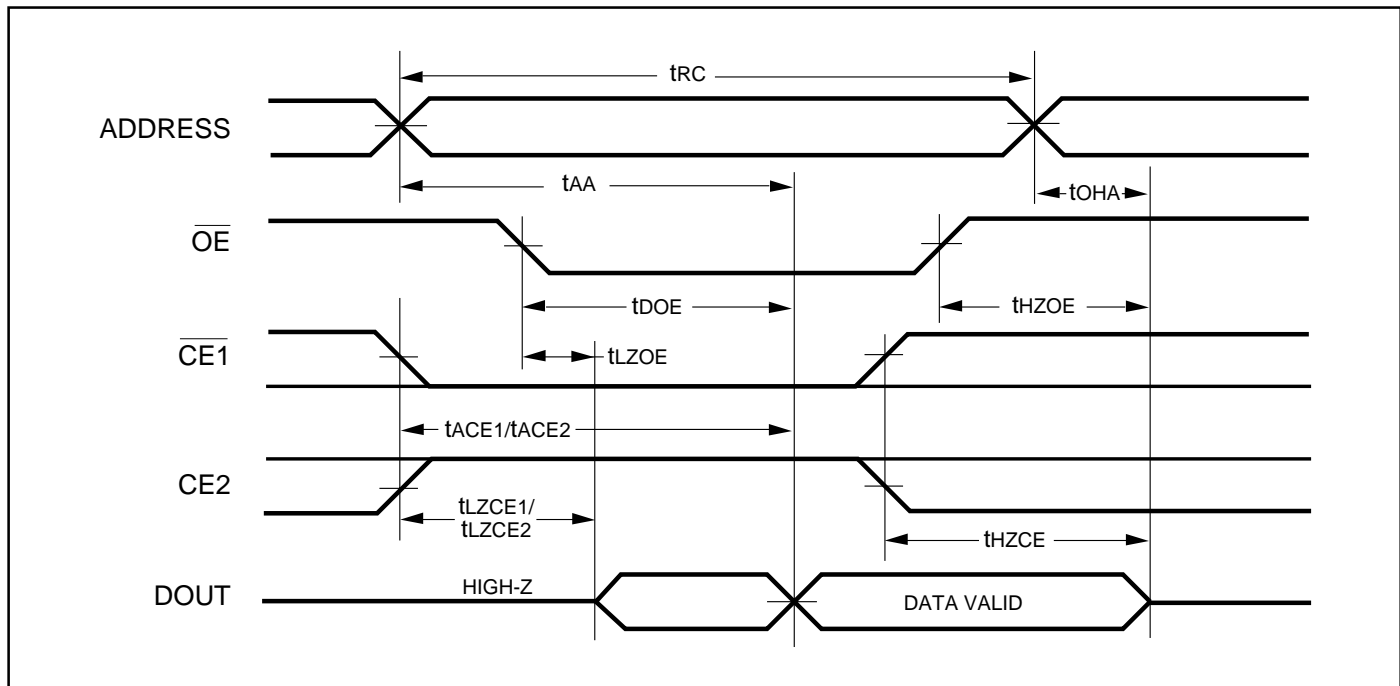 tRC
ADDRESS
tAA
tOHA
OE
tDOE
tHZOE
CE1
tLZOE
tACE1/tACE2
CE2
tLZCE1/
tLZCE2
tHZCE
DOUT
HIGH-Z
DATA VALID